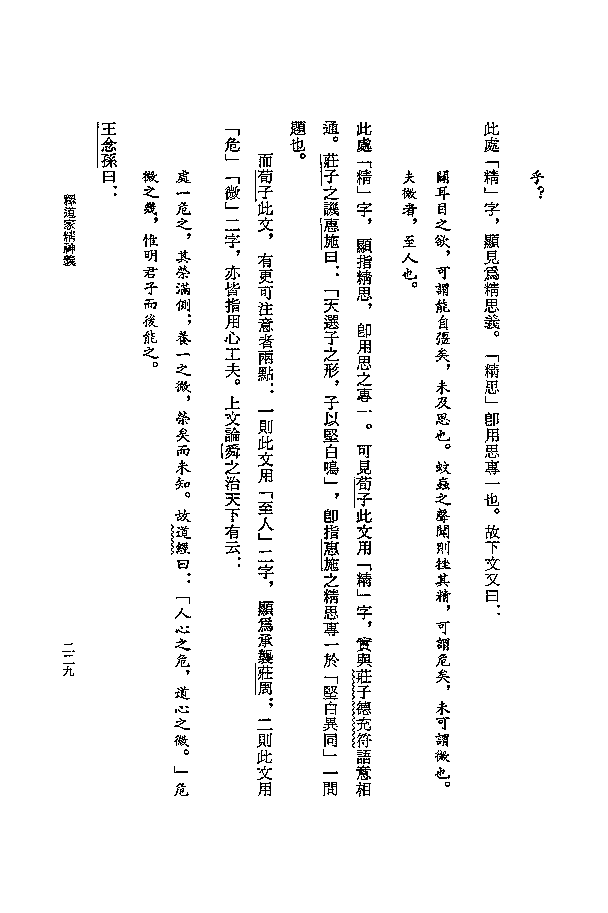 乎？
此處「精」字，顯見爲精思義。「精思」卽用思專一也。故下文又曰：
闢耳目之欲，可謂能自彊矣，未及思也。蚊蝱之聲聞則挫其精，可謂危矣，未可謂微也。
夫微者，至人也。
此處「精」字，顯指精思，卽用思之專一。可見荀子此文用「精」字，實與莊子德充符語意相
通。莊子之譏惠施曰：「天選子之形，子以堅白鳴」，卽指惠施之精思專一於「堅白異同」一問
題也。
而荀子此文，有更可注意者兩點：一則此文用「至人」二字，顯爲承襲莊周；二則此文用
「危」「微」二字，亦皆指用心工夫。上文論舜之治天下有云：
處一危之，其榮滿側；養一之微，榮矣而未知。故道經曰：「人心之危，道心之微。」危
微之幾，惟明君子而後能之。
王念孫曰：
釋道家精神義
二二九